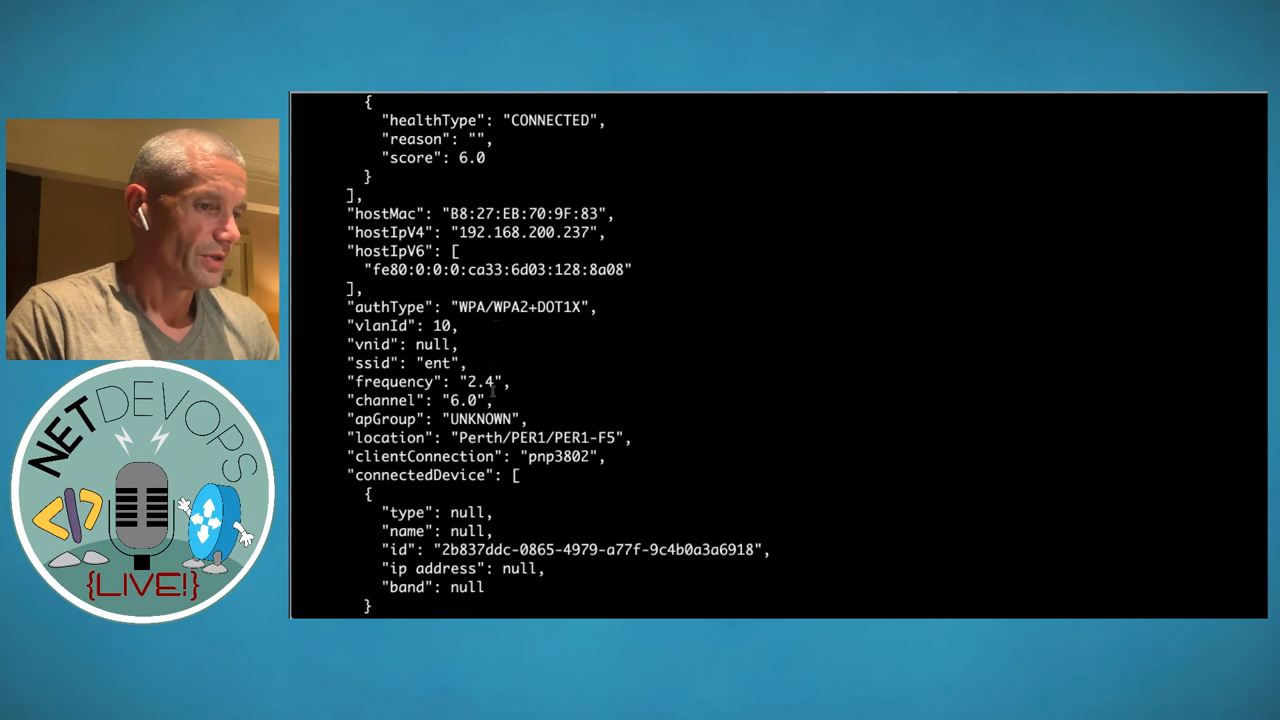 {
"healthType": "CONNECTED",
"reason": "",
"score": 6.0
}
],
"hostMac": "B8:27:EB:70:9F:83",
"hostIpV4": "192.168.200.237",
"hostIpV6": [
"fe80:0:0:0:ca33:6d03:128:8a08"
],
"authType": "WPA/WPA2+DOT1X",
"vlanId": 10,
"vnid": null,
"ssid": "ent",
"frequency": "2.4",
"channel": "6.0",
"apGroup": "UNKNOWN",
"location": "Perth/PER1/PER1-F5",
"clientConnection": "pnp3802",
"connectedDevice": [
{
"type": null,
"name": null,
"id": "2b837ddc-0865-4979-a77f-9c4b0a3a6918",
"ip address": null,
"band": null
}
NETDEVOPS
</>
{LIVE!}